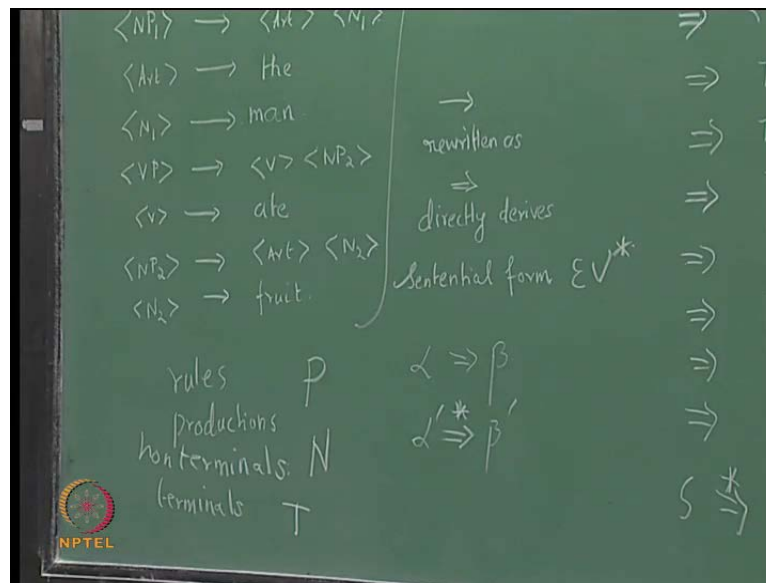 <NP₁> → <Art> <N₁>
<Art> → the
<N₁> → man.
<VP> → <V> <NP₂>
<V> → ate
<NP₂> → <Art> <N₂>
<N₂> → fruit.
→
rewritten as
⇒
directly derives
sentential form ∈ V*
rules P
productions
nonterminals: N
terminals T
α ⇒ β
α' *⇒ β'
⇒
⇒ T
⇒ T
⇒
⇒
⇒
⇒
⇒
S *⇒
NPTEL